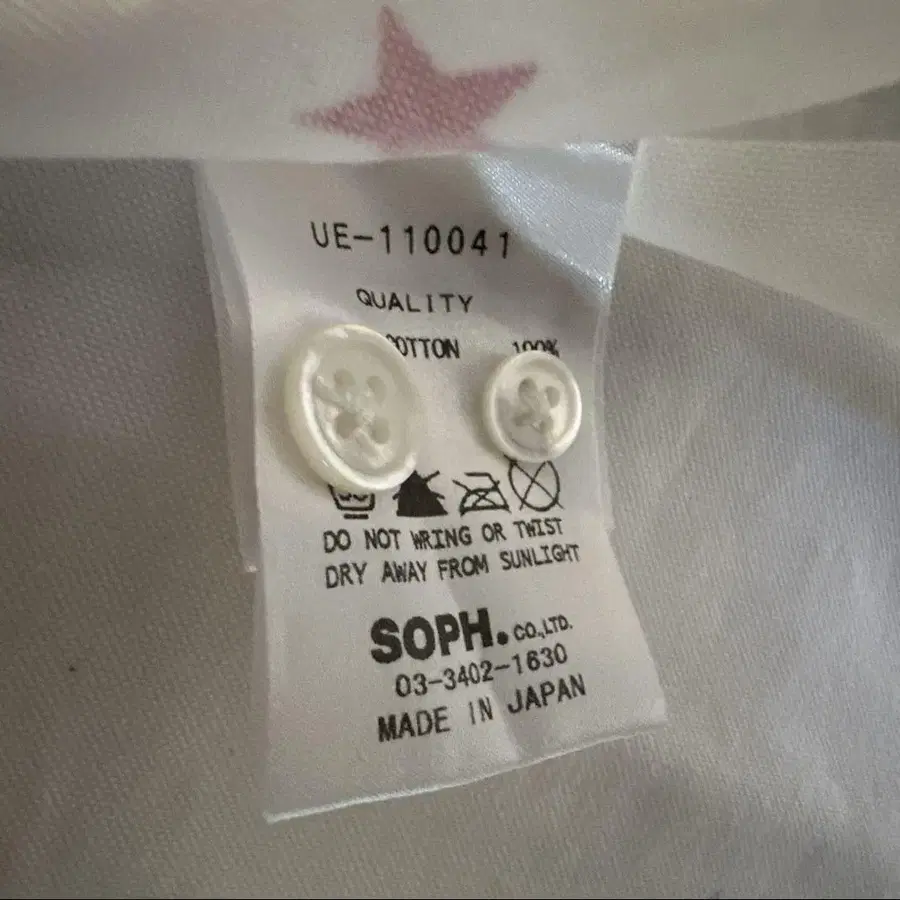 UE-110041
QUALITY
COTTON 100%
DO NOT WRING OR TWIST
DRY AWAY FROM SUNLIGHT
SOPH.CO.,LTD.
03-3402-1630
MADE IN JAPAN